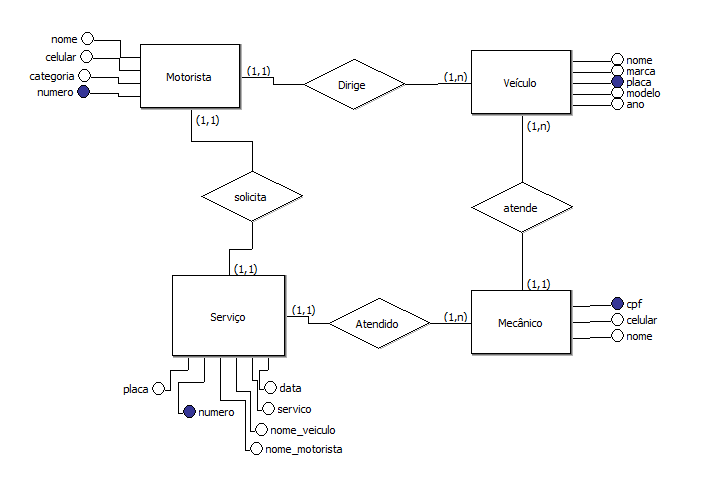 nome
celular
categoria
numero
Motorista
(1,1)
Dirige
(1,n)
Veículo
nome
marca
placa
modelo
ano
(1,1)
(1,n)
solicita
atende
(1,1)
(1,1)
Serviço
(1,1)
Atendido
(1,n)
Mecânico
cpf
celular
nome
placa
numero
data
servico
nome_veiculo
nome_motorista